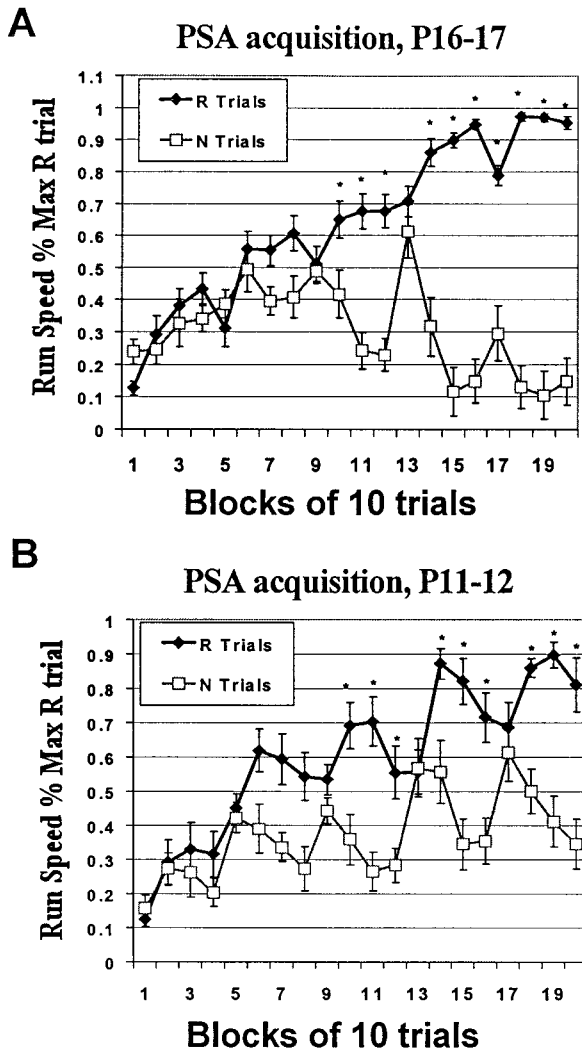 A
PSA acquisition, P16-17
Run Speed % Max R trial
1.1
1
0.9
0.8
0.7
0.6
0.5
0.4
0.3
0.2
0.1
0
R Trials
N Trials
* * * * * * * * * *
1 3 5 7 9 11 13 15 17 19
Blocks of 10 trials
B
PSA acquisition, P11-12
Run Speed % Max R trial
1
0.9
0.8
0.7
0.6
0.5
0.4
0.3
0.2
0.1
0
R Trials
N Trials
* * * * * * * * *
1 3 5 7 9 11 13 15 17 19
Blocks of 10 trials